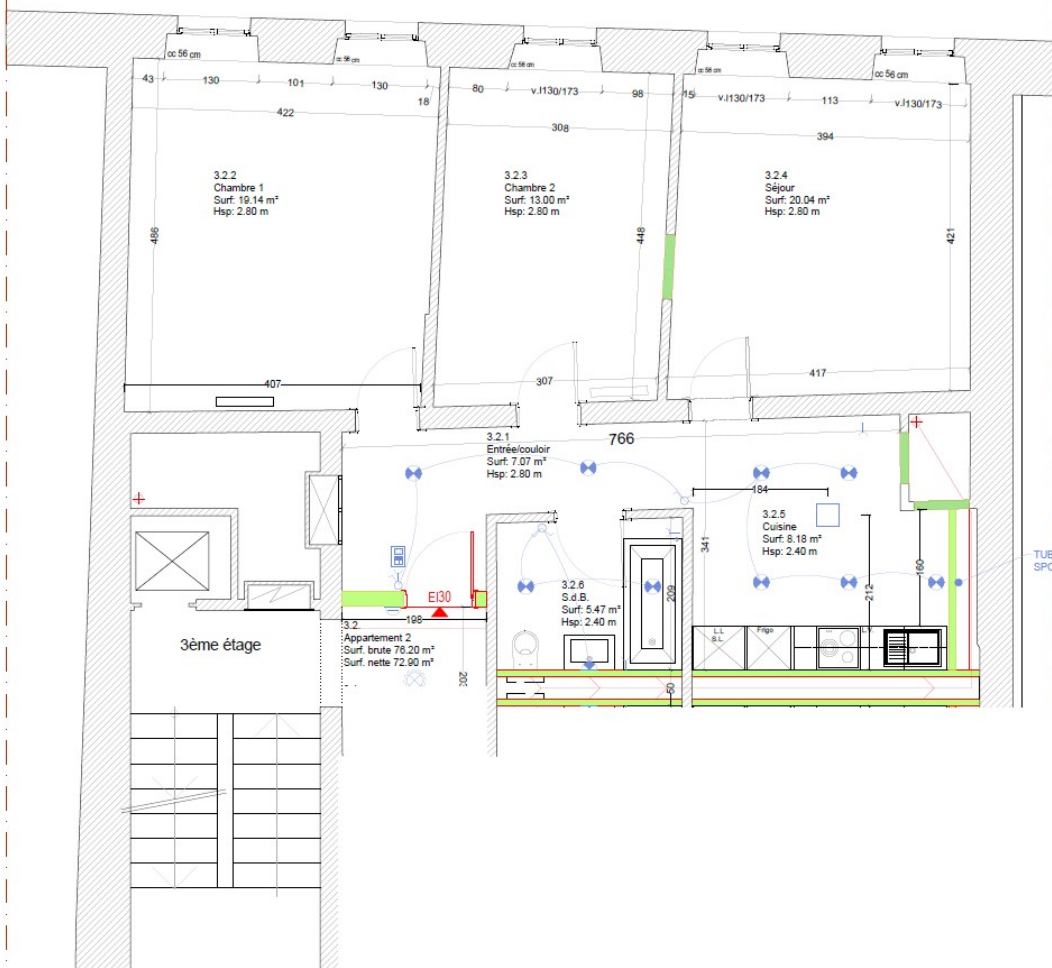 cc 56 cm
cc 56 cm
cc 56 cm
cc 56 cm
43
130
101
130
18
422
80
v.l130/173
98
308
15
v.l130/173
113
v.l130/173
394
3.2.2
Chambre 1
Surf: 19.14 m²
Hsp: 2.80 m
3.2.3
Chambre 2
Surf: 13.00 m²
Hsp: 2.80 m
3.2.4
Séjour
Surf: 20.04 m²
Hsp: 2.80 m
486
448
421
407
307
417
3.2.1
Entrée/couloir
Surf: 7.07 m²
Hsp: 2.80 m
766
184
3.2.5
Cuisine
Surf: 8.18 m²
Hsp: 2.40 m
341
212
160
3.2.6
S.d.B.
Surf: 5.47 m²
Hsp: 2.40 m
209
EI30
198
3.2.
Appartement 2
Surf. brute 76.20 m²
Surf. nette 72.90 m²
3ème étage
L.L
S.L
Frigo
L.V.
50
TUB
SPO